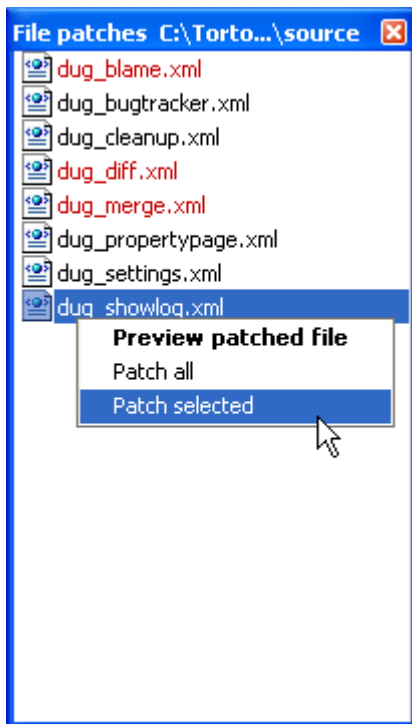 File patches C:\Torto...\source
dug_blame.xml
dug_bugtracker.xml
dug_cleanup.xml
dug_diff.xml
dug_merge.xml
dug_propertypage.xml
dug_settings.xml
dug_showlog.xml
Preview patched file
Patch all
Patch selected